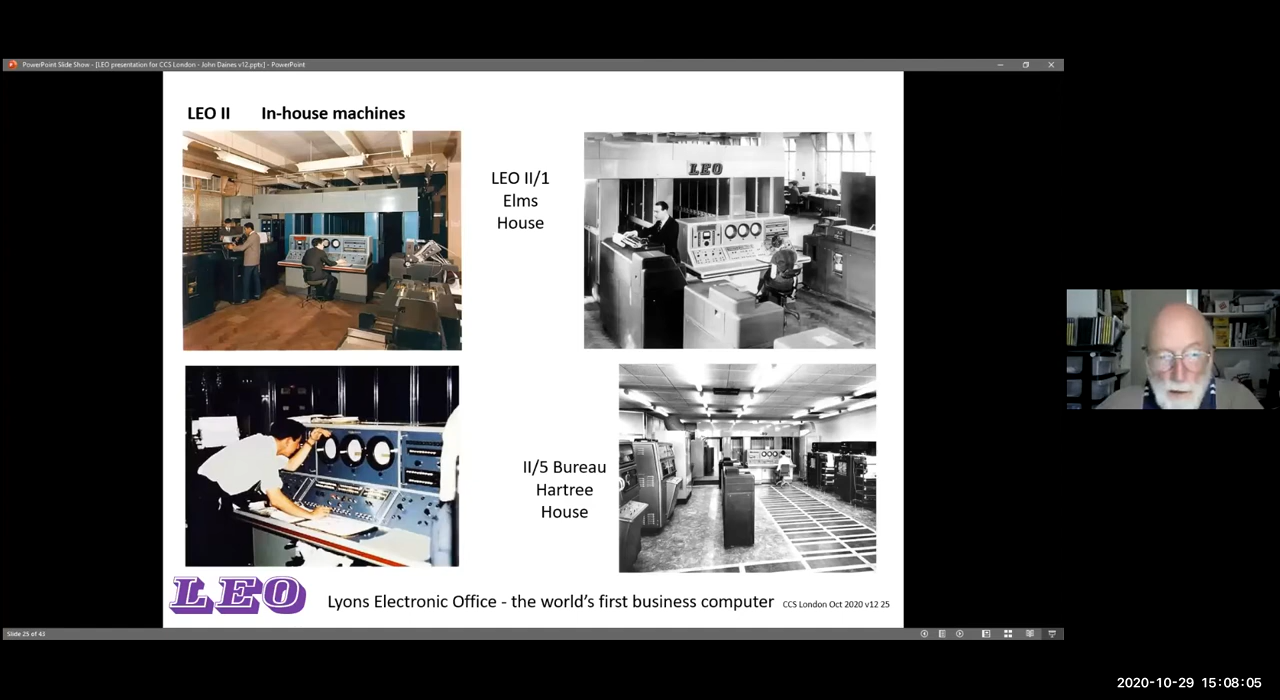 PowerPoint Slide Show - [LEO presentation for CCS London - John Daines v12.pptx] - PowerPoint
LEO II In-house machines
LEO II/1
Elms
House
LEO
II/5 Bureau
Hartree
House
LEO
Lyons Electronic Office - the world's first business computer
CCS London Oct 2020 v12 25
Slide 25 of 43
2020-10-29 15:08:05